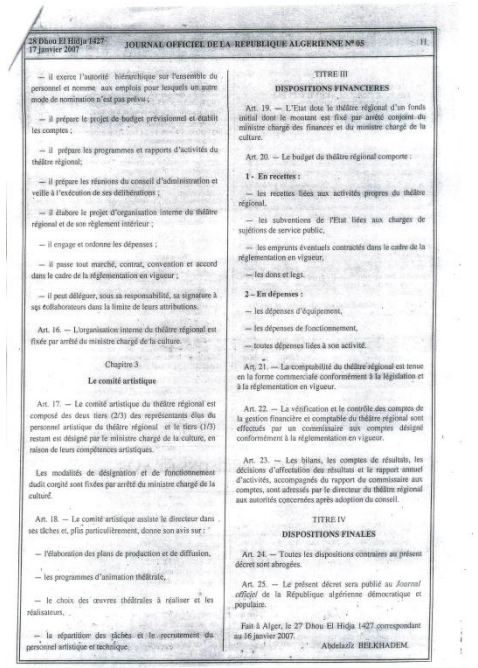 28 Dhou El Hidja 1427
17 janvier 2007
JOURNAL OFFICIEL DE LA REPUBLIQUE ALGERIENNE N° 05
11
— il exerce l'autorité hiérarchique sur l'ensemble du
personnel et nomme aux emplois pour lesquels un autre
mode de nomination n'est pas prévu ;
— il prépare le projet de budget prévisionnel et établit
les comptes ;
— il prépare les programmes et rapports d'activités du
théâtre régional;
— il prépare les réunions du conseil d'administration et
veille à l'exécution de ses délibérations ;
— il élabore le projet d'organisation interne du théâtre
régional et de son règlement intérieur ;
— il engage et ordonne les dépenses ;
— il passe tout marché, contrat, convention et accord
dans le cadre de la réglementation en vigueur ;
— il peut déléguer, sous sa responsabilité, sa signature à
ses collaborateurs dans la limite de leurs attributions.
Art. 16. — L'organisation interne du théâtre régional est
fixée par arrêté du ministre chargé de la culture.
Chapitre 3
Le comité artistique
Art. 17. — Le comité artistique du théâtre régional est
composé des deux tiers (2/3) des représentants élus du
personnel artistique du théâtre régional et le tiers (1/3)
restant est désigné par le ministre chargé de la culture, en
raison de leurs compétences artistiques.
Les modalités de désignation et de fonctionnement
dudit comité sont fixées par arrêté du ministre chargé de la
culture.
Art. 18. — Le comité artistique assiste le directeur dans
ses tâches et, plus particulièrement, donne son avis sur :
— l'élaboration des plans de production et de diffusion,
— les programmes d'animation théâtrale,
— le choix des œuvres théâtrales à réaliser et les
réalisateurs,
— la répartition des tâches et le recrutement du
personnel artistique et technique.
TITRE III
DISPOSITIONS FINANCIERES
Art. 19. — L'Etat dote le théâtre régional d'un fonds
initial dont le montant est fixé par arrêté conjoint du
ministre chargé des finances et du ministre chargé de la
culture.
Art. 20. — Le budget du théâtre régional comporte :
1 - En recettes :
— les recettes liées aux activités propres du théâtre
régional,
— les subventions de l'Etat liées aux charges de
sujétions de service public,
— les emprunts éventuels contractés dans le cadre de la
réglementation en vigueur,
— les dons et legs.
2 – En dépenses :
— les dépenses d'équipement,
— les dépenses de fonctionnement,
— toutes dépenses liées à son activité.
Art. 21. — La comptabilité du théâtre régional est tenue
en la forme commerciale conformément à la législation et
à la réglementation en vigueur.
Art. 22. — La vérification et le contrôle des comptes de
la gestion financière et comptable du théâtre régional sont
effectués par un commissaire aux comptes désigné
conformément à la réglementation en vigueur.
Art. 23. — Les bilans, les comptes de résultats, les
décisions d'affectation des résultats et le rapport annuel
d'activités, accompagnés du rapport du commissaire aux
comptes, sont adressés par le directeur du théâtre régional
aux autorités concernées après adoption du conseil.
TITRE IV
DISPOSITIONS FINALES
Art. 24. — Toutes les dispositions contraires au présent
décret sont abrogées.
Art. 25. — Le présent décret sera publié au Journal
officiel de la République algérienne démocratique et
populaire.
Fait à Alger, le 27 Dhou El Hidja 1427 correspondant
au 16 janvier 2007.
Abdelaziz BELKHADEM.